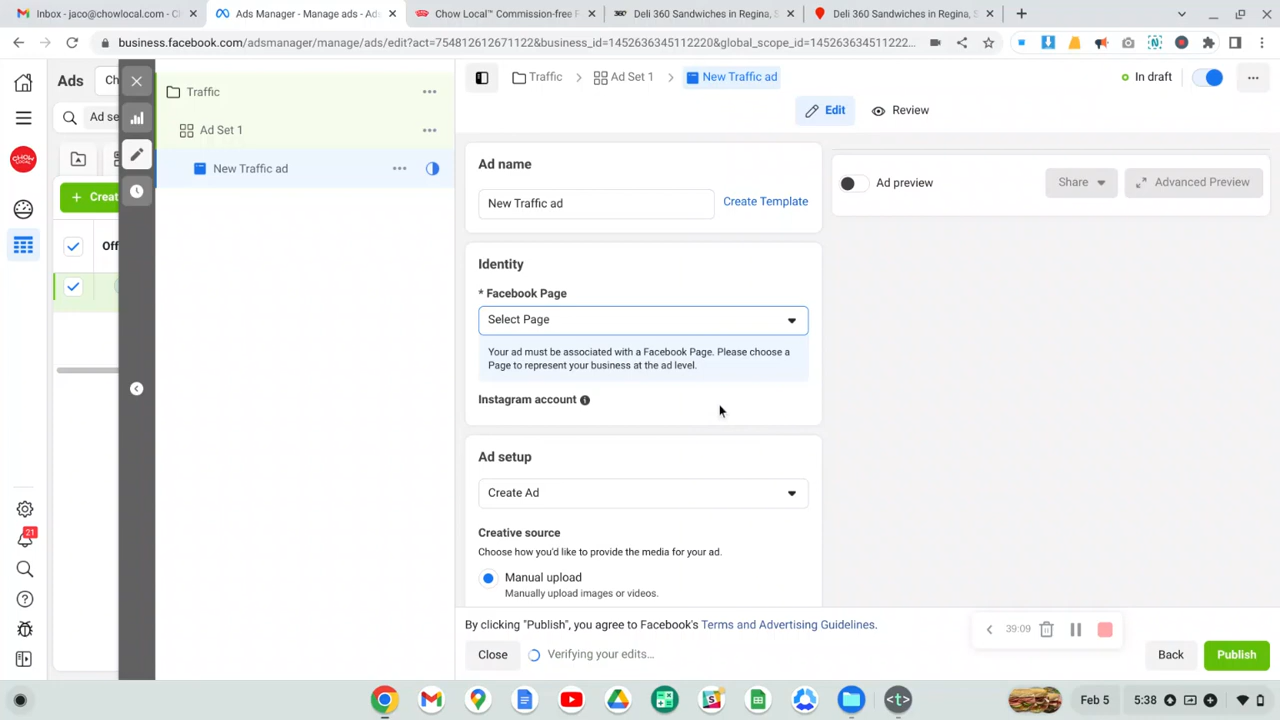 Inbox - jaco@chowlocal.com - C
Ads Manager - Manage ads - Ad
Chow Local™ Commission-free F
Deli 360 Sandwiches in Regina, S
Deli 360 Sandwiches in Regina, S
business.facebook.com/adsmanager/manage/ads/edit?act=754812612671122&business_id=1452636345112220&global_scope_id=145263634511222...
Ads
Ch
Ad se
Creat
Off
CHOW LOCAL
21
Traffic
Ad Set 1
New Traffic ad
Traffic
Ad Set 1
New Traffic ad
In draft
Edit
Review
Ad name
New Traffic ad
Create Template
Identity
* Facebook Page
Select Page
Your ad must be associated with a Facebook Page. Please choose a
Page to represent your business at the ad level.
Instagram account
Ad setup
Create Ad
Creative source
Choose how you'd like to provide the media for your ad.
Manual upload
Manually upload images or videos.
Ad preview
Share
Advanced Preview
By clicking "Publish", you agree to Facebook's Terms and Advertising Guidelines.
39:09
Close
Verifying your edits...
Back
Publish
Feb 5
5:38